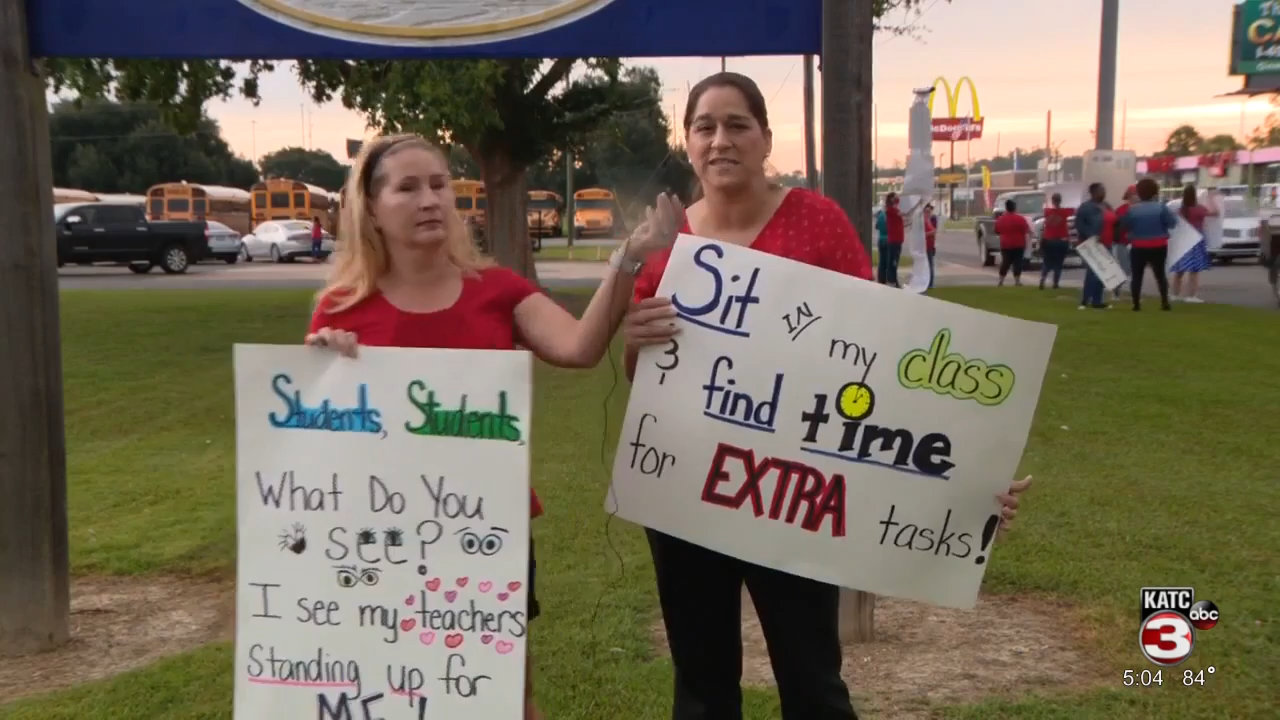 McDonald's
Students, Students,
What Do You
see?
I see my teachers
Standing up for
ME!
Sit IN my class
& find time
for EXTRA tasks!
KATC
abc
3
5:04 84°